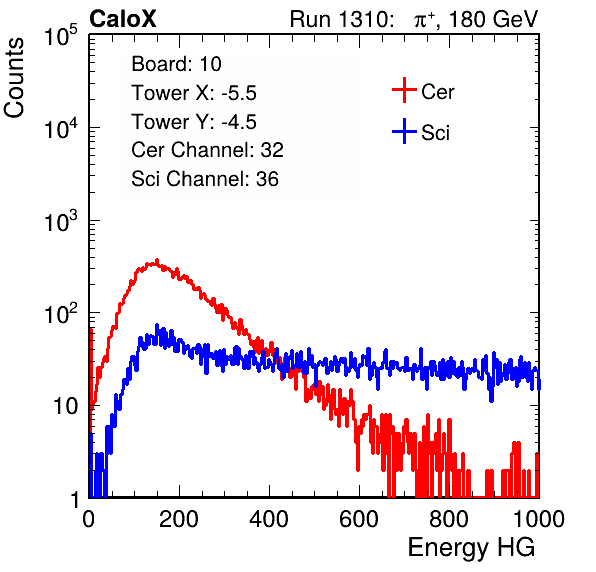 CaloX Run 1310: π⁺, 180 GeV
Counts
Board: 10
Tower X: -5.5
Tower Y: -4.5
Cer Channel: 32
Sci Channel: 36
Cer
Sci
10⁵
10⁴
10³
10²
10
1
0 200 400 600 800 1000
Energy HG